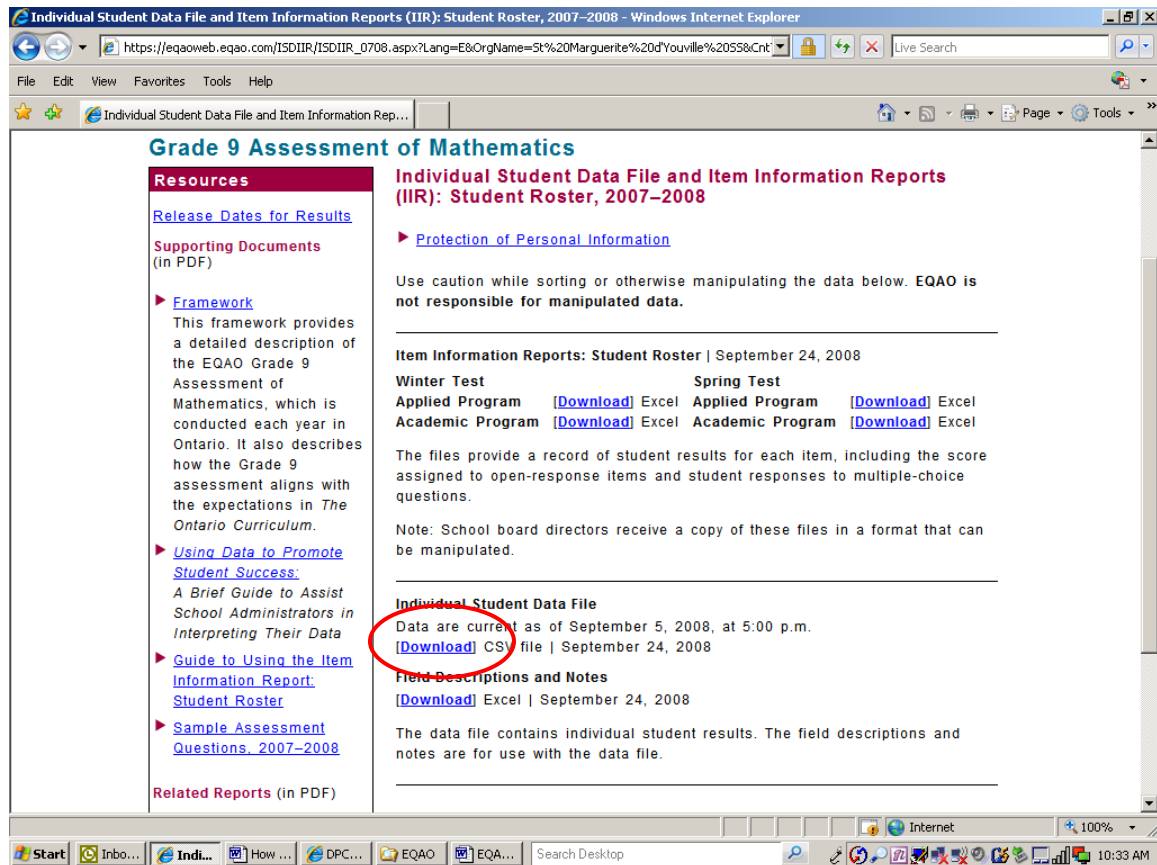 Individual Student Data File and Item Information Reports (IIR): Student Roster, 2007–2008 - Windows Internet Explorer
https://eqaoweb.eqao.com/ISDIIR/ISDIIR_0708.aspx?Lang=E&OrgName=St%20Marguerite%20d'Youville%20SS&Cnt
Live Search
File Edit View Favorites Tools Help
Individual Student Data File and Item Information Rep...
Page Tools
Grade 9 Assessment of Mathematics
Resources
Release Dates for Results
Supporting Documents
(in PDF)
Framework
This framework provides
a detailed description of
the EQAO Grade 9
Assessment of
Mathematics, which is
conducted each year in
Ontario. It also describes
how the Grade 9
assessment aligns with
the expectations in The
Ontario Curriculum.
Using Data to Promote
Student Success:
A Brief Guide to Assist
School Administrators in
Interpreting Their Data
Guide to Using the Item
Information Report:
Student Roster
Sample Assessment
Questions, 2007–2008
Related Reports (in PDF)
Individual Student Data File and Item Information Reports
(IIR): Student Roster, 2007–2008
Protection of Personal Information
Use caution while sorting or otherwise manipulating the data below. EQAO is
not responsible for manipulated data.
Item Information Reports: Student Roster | September 24, 2008
Winter Test Spring Test
Applied Program [Download] Excel Applied Program [Download] Excel
Academic Program [Download] Excel Academic Program [Download] Excel
The files provide a record of student results for each item, including the score
assigned to open-response items and student responses to multiple-choice
questions.
Note: School board directors receive a copy of these files in a format that can
be manipulated.
Individual Student Data File
Data are current as of September 5, 2008, at 5:00 p.m.
[Download] CSV file | September 24, 2008
Field Descriptions and Notes
[Download] Excel | September 24, 2008
The data file contains individual student results. The field descriptions and
notes are for use with the data file.
Internet 100%
Start Inbo... Indi... How ... DPC... EQAO EQA... Search Desktop 10:33 AM